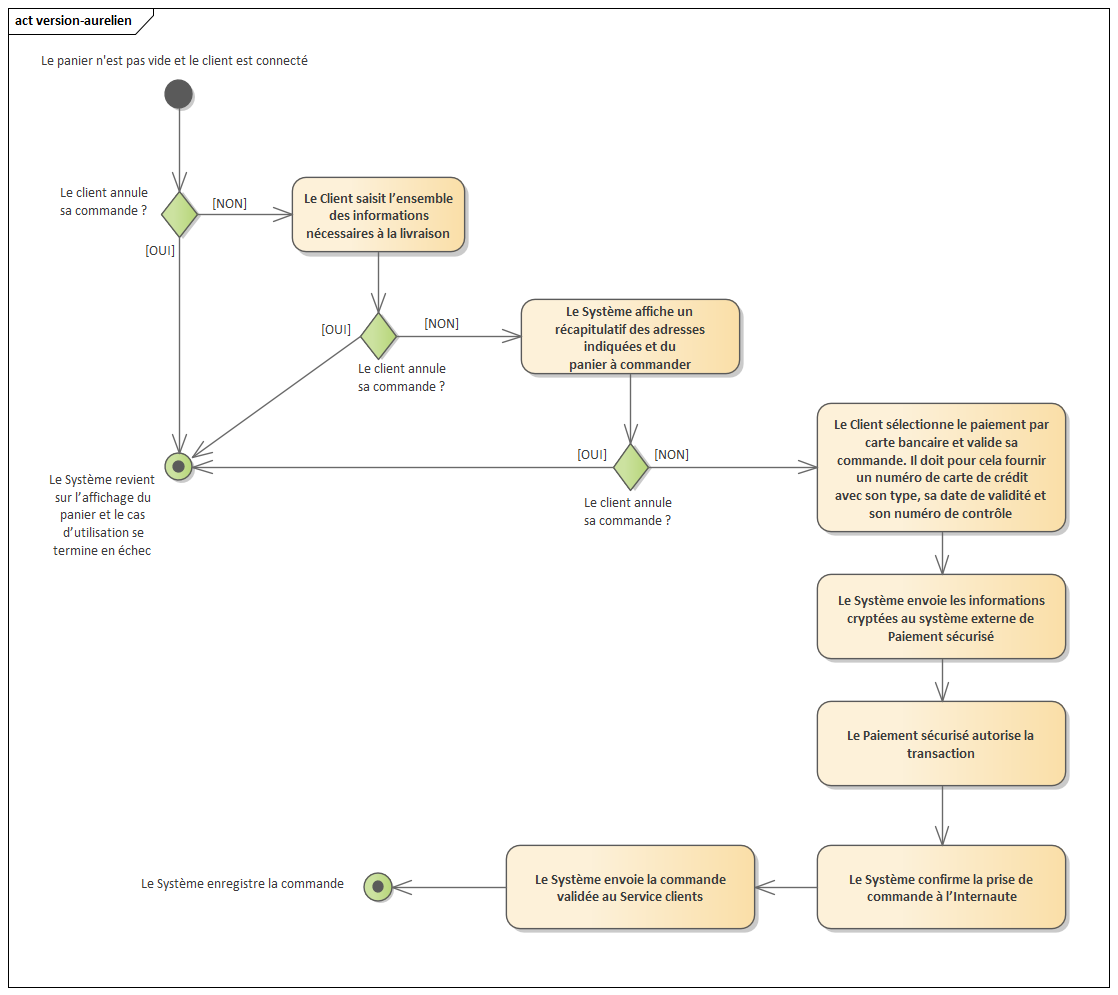 act version-aurelien
Le panier n'est pas vide et le client est connecté
Le client annule
sa commande ?
[NON]
[OUI]
Le Client saisit l’ensemble
des informations
nécessaires à la livraison
[OUI]
[NON]
Le client annule
sa commande ?
Le Système affiche un
récapitulatif des adresses
indiquées et du
panier à commander
[OUI]
[NON]
Le client annule
sa commande ?
Le Système revient
sur l’affichage du
panier et le cas
d’utilisation se
termine en échec
Le Client sélectionne le paiement par
carte bancaire et valide sa
commande. Il doit pour cela fournir
un numéro de carte de crédit
avec son type, sa date de validité et
son numéro de contrôle
Le Système envoie les informations
cryptées au système externe de
Paiement sécurisé
Le Paiement sécurisé autorise la
transaction
Le Système confirme la prise de
commande à l’Internaute
Le Système envoie la commande
validée au Service clients
Le Système enregistre la commande